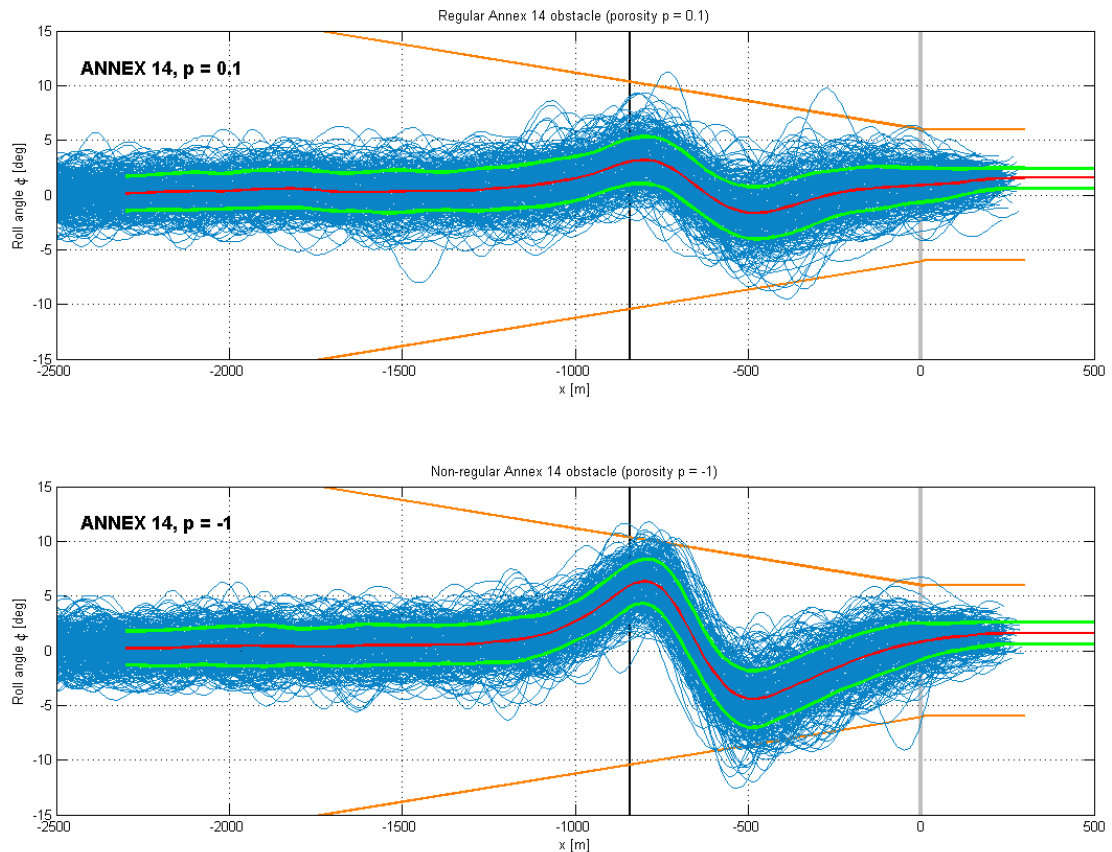 Regular Annex 14 obstacle (porosity p = 0.1)
ANNEX 14, p = 0.1
Roll angle ϕ [deg]
15
10
5
0
-5
-10
-15
-2500 -2000 -1500 -1000 -500 0 500
x [m]
Non-regular Annex 14 obstacle (porosity p = -1)
ANNEX 14, p = -1
Roll angle ϕ [deg]
15
10
5
0
-5
-10
-15
-2500 -2000 -1500 -1000 -500 0 500
x [m]